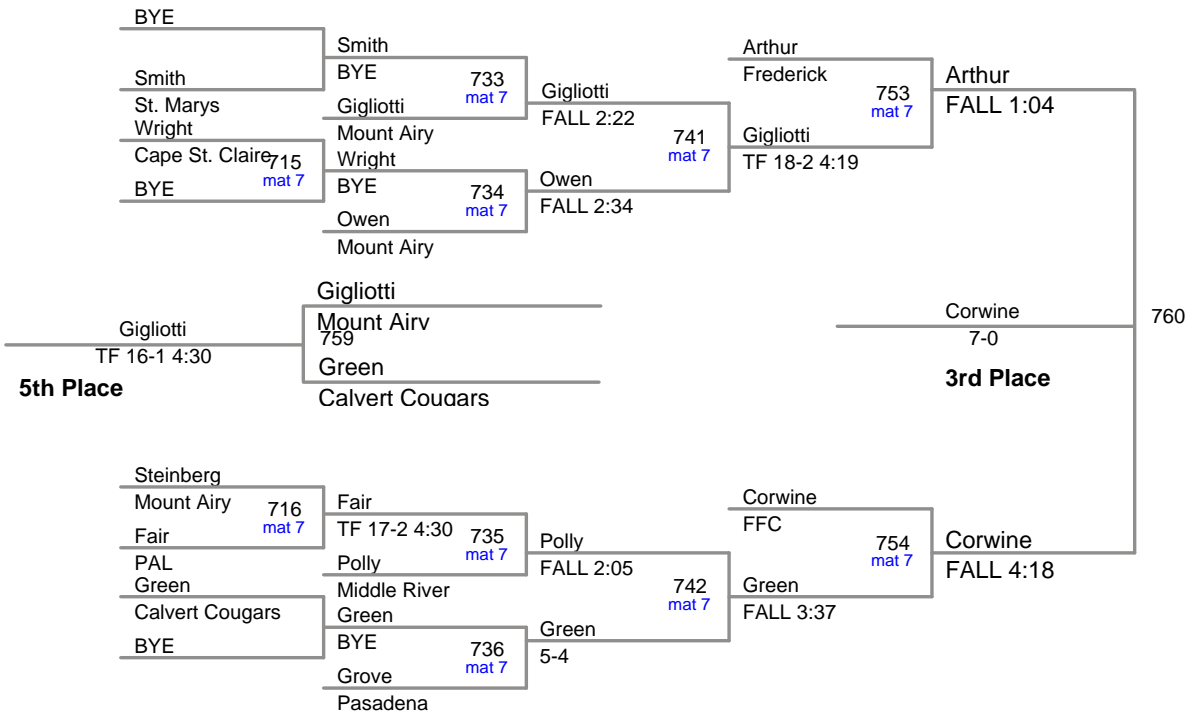 BYE
Smith
BYE
Smith
St. Marys
733
mat 7
Gigliotti
Mount Airy
Gigliotti
FALL 2:22
Arthur
Frederick
753
mat 7
Arthur
FALL 1:04
Wright
Cape St. Claire
715
mat 7
BYE
Wright
BYE
734
mat 7
Owen
Mount Airy
Owen
FALL 2:34
741
mat 7
Gigliotti
TF 18-2 4:19
Gigliotti
Mount Airy
759
Green
Calvert Cougars
Gigliotti
TF 16-1 4:30
5th Place
Corwine
7-0
3rd Place
760
Steinberg
Mount Airy
716
mat 7
Fair
PAL
Fair
TF 17-2 4:30
735
mat 7
Polly
Middle River
Polly
FALL 2:05
Corwine
FFC
754
mat 7
Corwine
FALL 4:18
Green
Calvert Cougars
BYE
Green
BYE
736
mat 7
Grove
Pasadena
Green
5-4
742
mat 7
Green
FALL 3:37